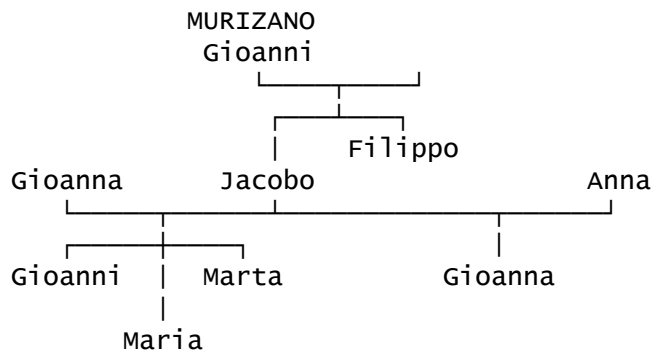 MURIZANO
Gioanni
Filippo
Gioanna Jacobo Anna
Gioanni Marta Gioanna
Maria